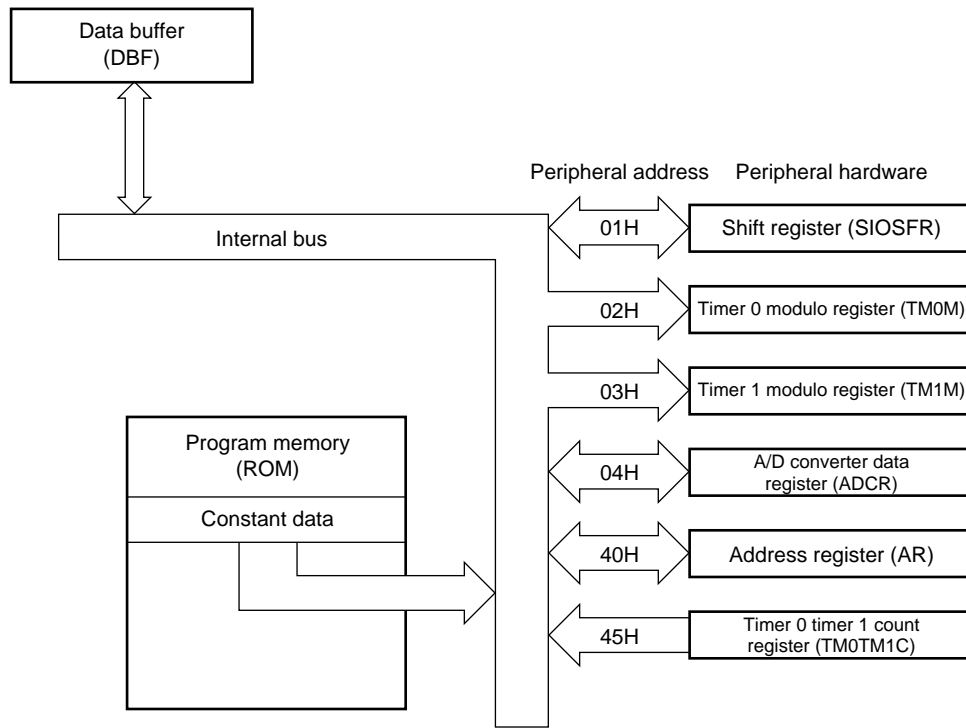 Data buffer
(DBF)
Peripheral address
Peripheral hardware
Internal bus
01H
Shift register (SIOSFR)
02H
Timer 0 modulo register (TM0M)
03H
Timer 1 modulo register (TM1M)
Program memory
(ROM)
Constant data
04H
A/D converter data
register (ADCR)
40H
Address register (AR)
45H
Timer 0 timer 1 count
register (TM0TM1C)